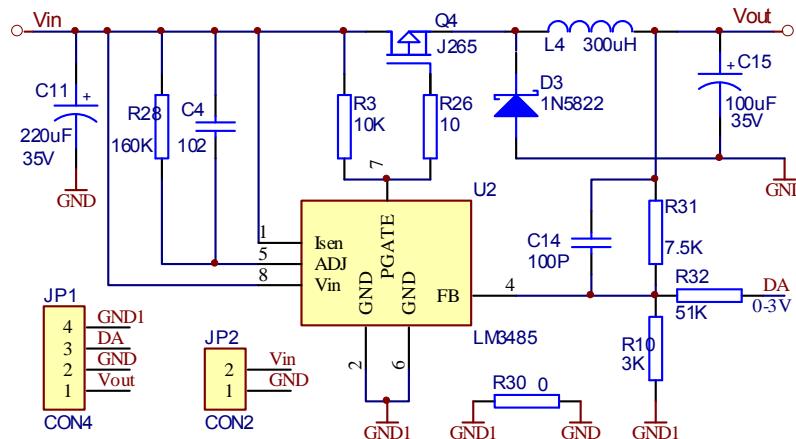 Vin
Q4
J265
L4 300uH
Vout
C11
+
220uF
35V
GND
R28
160K
C4
102
R3
10K
R26
10
D3
1N5822
C15
+
100uF
35V
GND
7
U2
1
5
8
Isen
ADJ
Vin
PGATE
GND
GND
FB
4
LM3485
2
6
GND1
C14
100P
R31
7.5K
R32
51K
DA
0-3V
R10
3K
GND1
R30 0
GND1
GND
JP1
4 GND1
3 DA
2 GND
1 Vout
CON4
JP2
2 Vin
1 GND
CON2